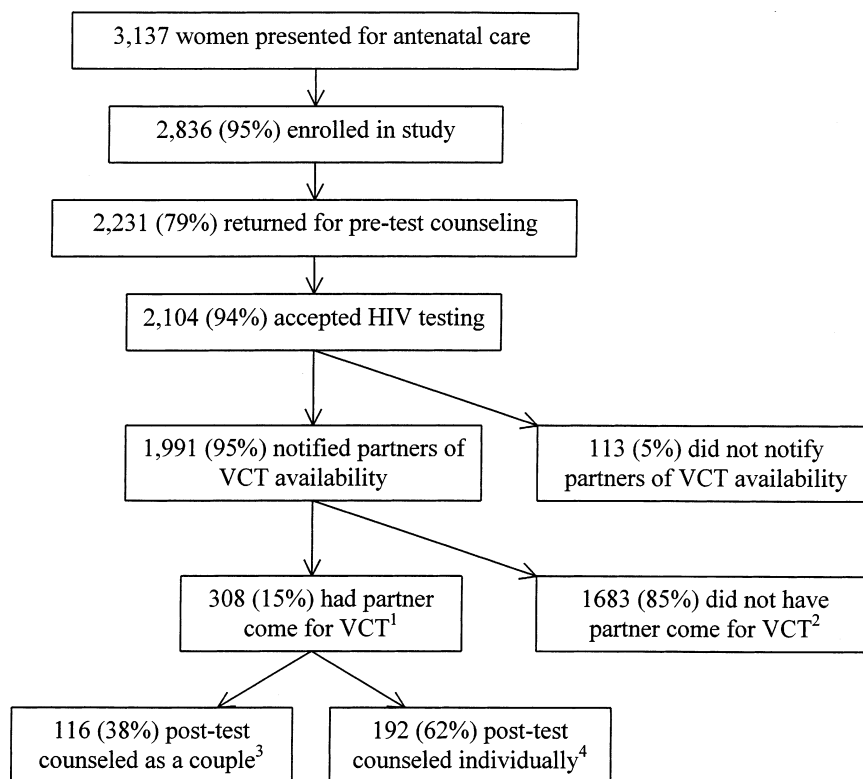 3,137 women presented for antenatal care
2,836 (95%) enrolled in study
2,231 (79%) returned for pre-test counseling
2,104 (94%) accepted HIV testing
1,991 (95%) notified partners of
VCT availability
113 (5%) did not notify
partners of VCT availability
308 (15%) had partner
come for VCT¹
1683 (85%) did not have
partner come for VCT²
116 (38%) post-test
counseled as a couple³
192 (62%) post-test
counseled individually⁴